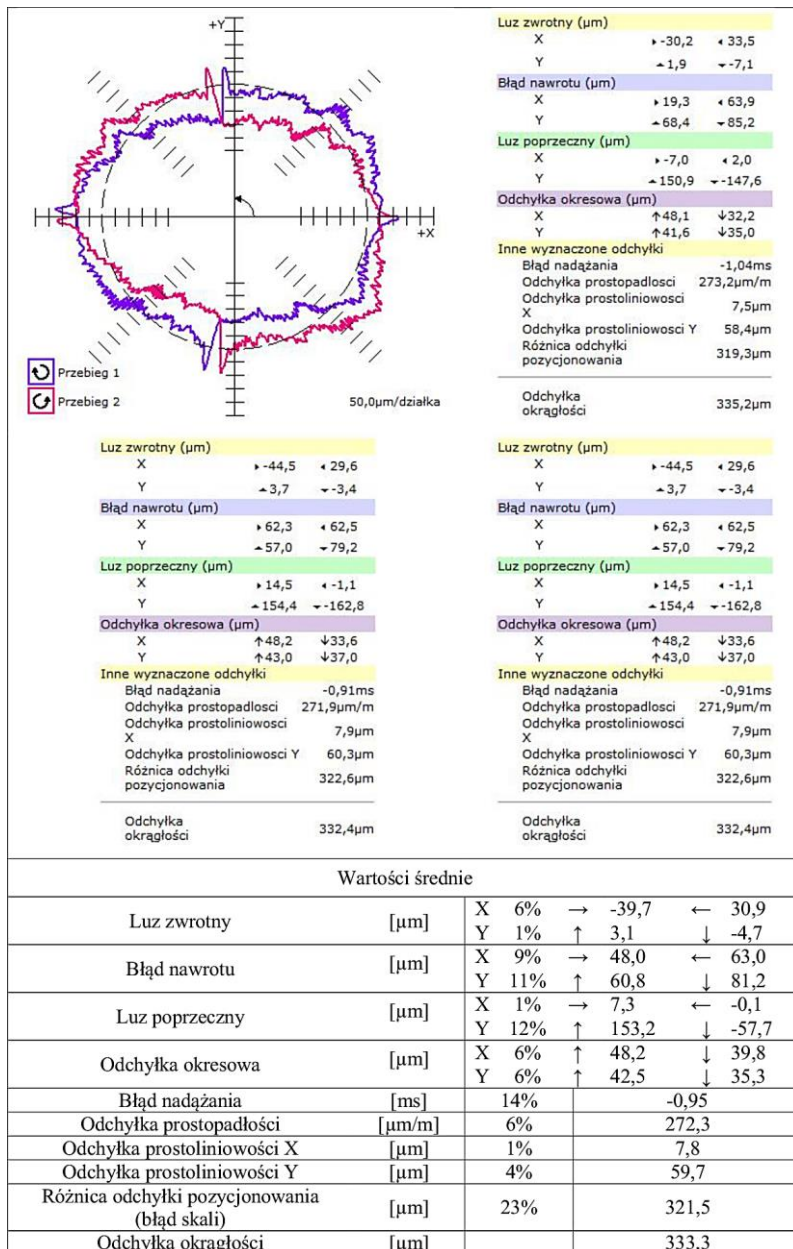 +Y
+X
Przebieg 1
Przebieg 2
50,0µm/działka
Luz zwrotny (µm)
X ▸-30,2 ◂33,5
Y ▴1,9 ▾-7,1
Błąd nawrotu (µm)
X ▸19,3 ◂63,9
Y ▴68,4 ▾85,2
Luz poprzeczny (µm)
X ▸-7,0 ◂2,0
Y ▴150,9 ▾-147,6
Odchyłka okresowa (µm)
X ↑48,1 ↓32,2
Y ↑41,6 ↓35,0
Inne wyznaczone odchyłki
Błąd nadążania -1,04ms
Odchyłka prostopadlosci 273,2µm/m
Odchyłka prostoliniowosci
X 7,5µm
Odchyłka prostoliniowosci Y 58,4µm
Różnica odchyłki
pozycjonowania 319,3µm
Odchyłka
okrągłości 335,2µm
Luz zwrotny (µm)
X ▸-44,5 ◂29,6
Y ▴3,7 ▾-3,4
Błąd nawrotu (µm)
X ▸62,3 ◂62,5
Y ▴57,0 ▾79,2
Luz poprzeczny (µm)
X ▸14,5 ◂-1,1
Y ▴154,4 ▾-162,8
Odchyłka okresowa (µm)
X ↑48,2 ↓33,6
Y ↑43,0 ↓37,0
Inne wyznaczone odchyłki
Błąd nadążania -0,91ms
Odchyłka prostopadlosci 271,9µm/m
Odchyłka prostoliniowosci
X 7,9µm
Odchyłka prostoliniowosci Y 60,3µm
Różnica odchyłki
pozycjonowania 322,6µm
Odchyłka
okrągłości 332,4µm
Luz zwrotny (µm)
X ▸-44,5 ◂29,6
Y ▴3,7 ▾-3,4
Błąd nawrotu (µm)
X ▸62,3 ◂62,5
Y ▴57,0 ▾79,2
Luz poprzeczny (µm)
X ▸14,5 ◂-1,1
Y ▴154,4 ▾-162,8
Odchyłka okresowa (µm)
X ↑48,2 ↓33,6
Y ↑43,0 ↓37,0
Inne wyznaczone odchyłki
Błąd nadążania -0,91ms
Odchyłka prostopadlosci 271,9µm/m
Odchyłka prostoliniowosci
X 7,9µm
Odchyłka prostoliniowosci Y 60,3µm
Różnica odchyłki
pozycjonowania 322,6µm
Odchyłka
okrągłości 332,4µm
Wartości średnie
Luz zwrotny [µm] X 6% → -39,7 ← 30,9
Y 1% ↑ 3,1 ↓ -4,7
Błąd nawrotu [µm] X 9% → 48,0 ← 63,0
Y 11% ↑ 60,8 ↓ 81,2
Luz poprzeczny [µm] X 1% → 7,3 ← -0,1
Y 12% ↑ 153,2 ↓ -57,7
Odchyłka okresowa [µm] X 6% ↑ 48,2 ↓ 39,8
Y 6% ↑ 42,5 ↓ 35,3
Błąd nadążania [ms] 14% -0,95
Odchyłka prostopadłości [µm/m] 6% 272,3
Odchyłka prostoliniowości X [µm] 1% 7,8
Odchyłka prostoliniowości Y [µm] 4% 59,7
Różnica odchyłki pozycjonowania
(błąd skali) [µm] 23% 321,5
Odchyłka okrągłości [µm] 333,3